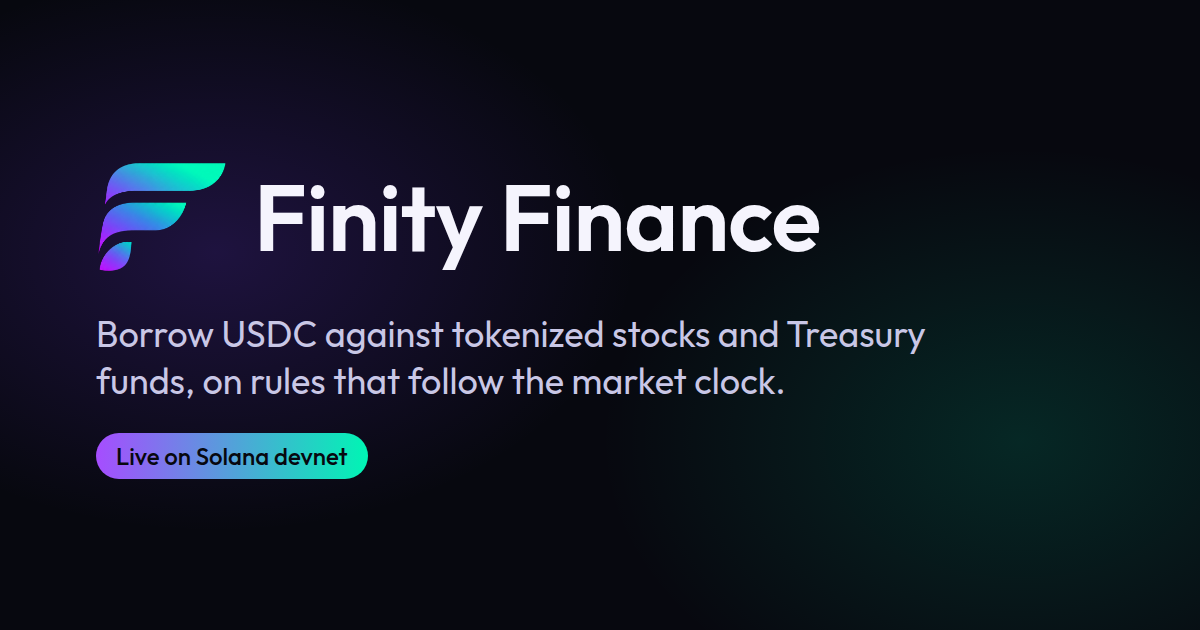 Finity Finance
Borrow USDC against tokenized stocks and Treasury
funds, on rules that follow the market clock.
Live on Solana devnet